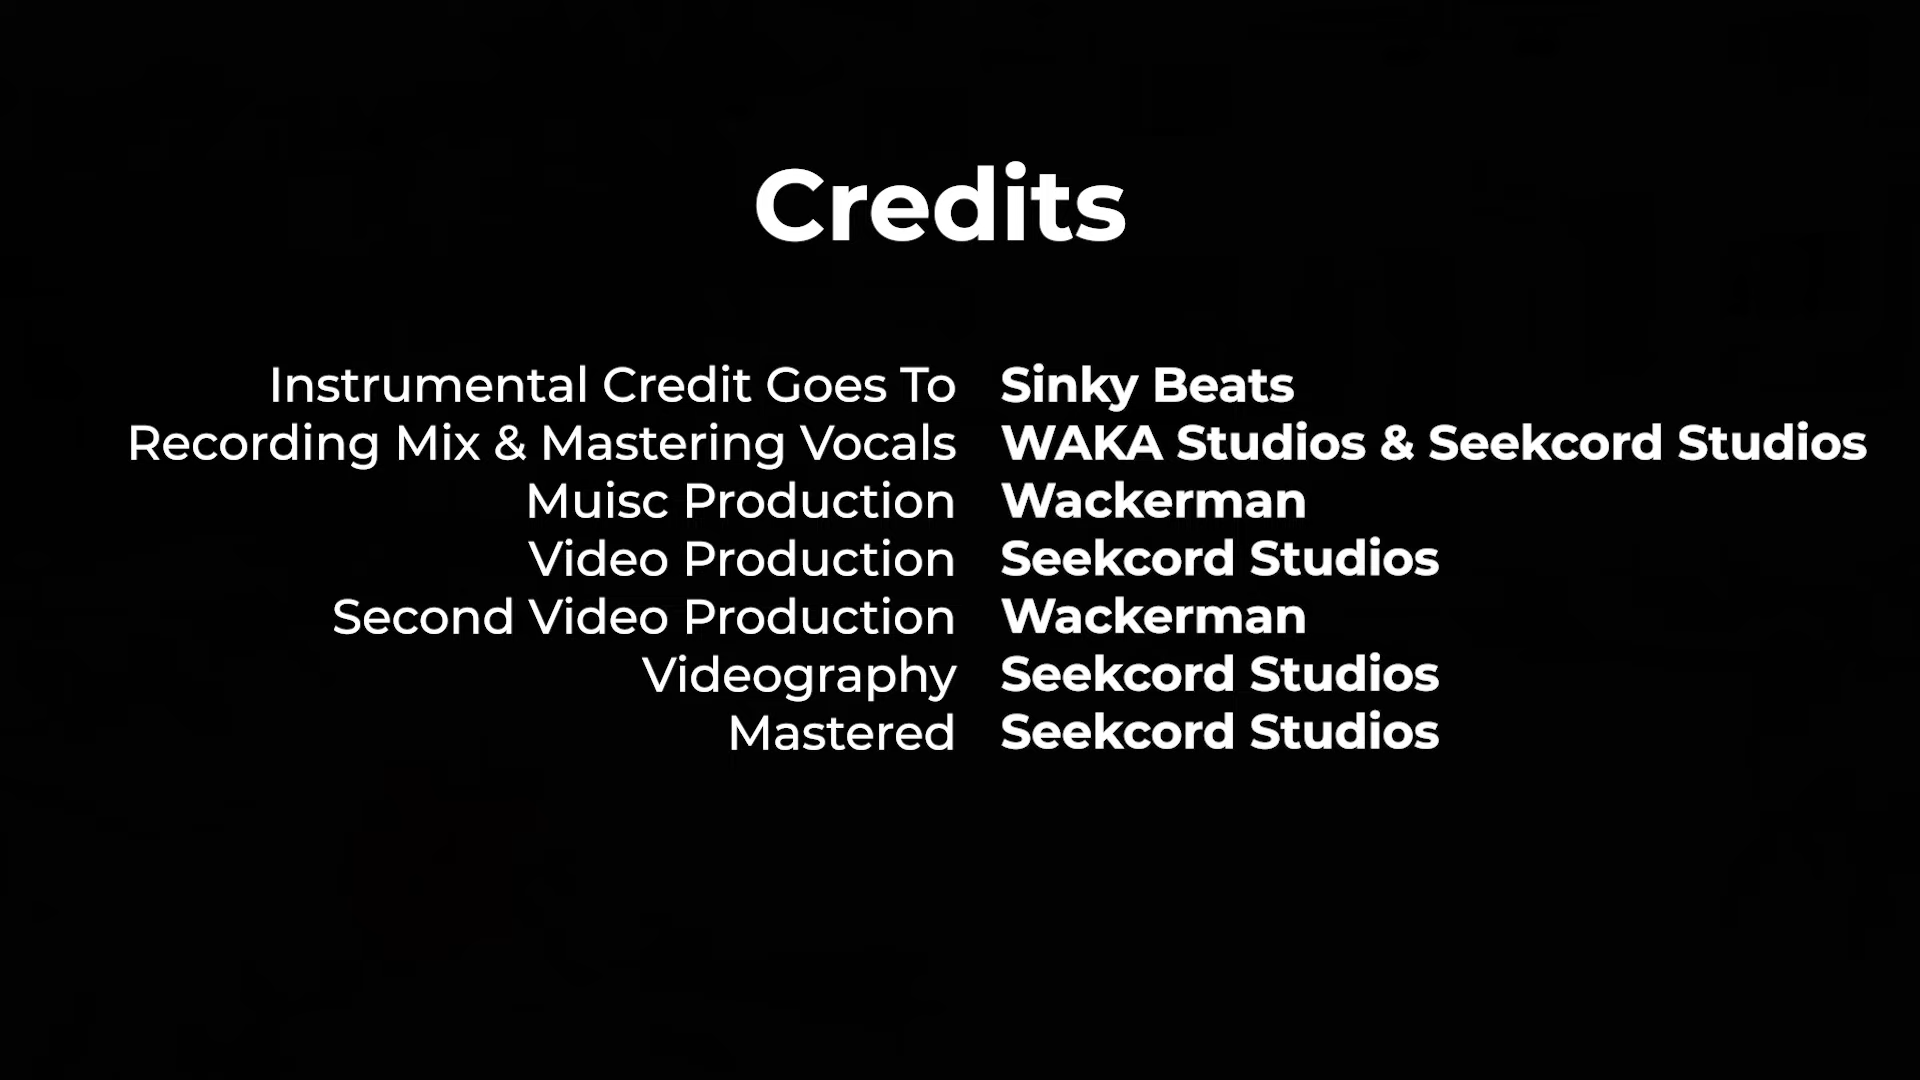 Credits
Instrumental Credit Goes To Sinky Beats
Recording Mix & Mastering Vocals WAKA Studios & Seekcord Studios
Muisc Production Wackerman
Video Production Seekcord Studios
Second Video Production Wackerman
Videography Seekcord Studios
Mastered Seekcord Studios